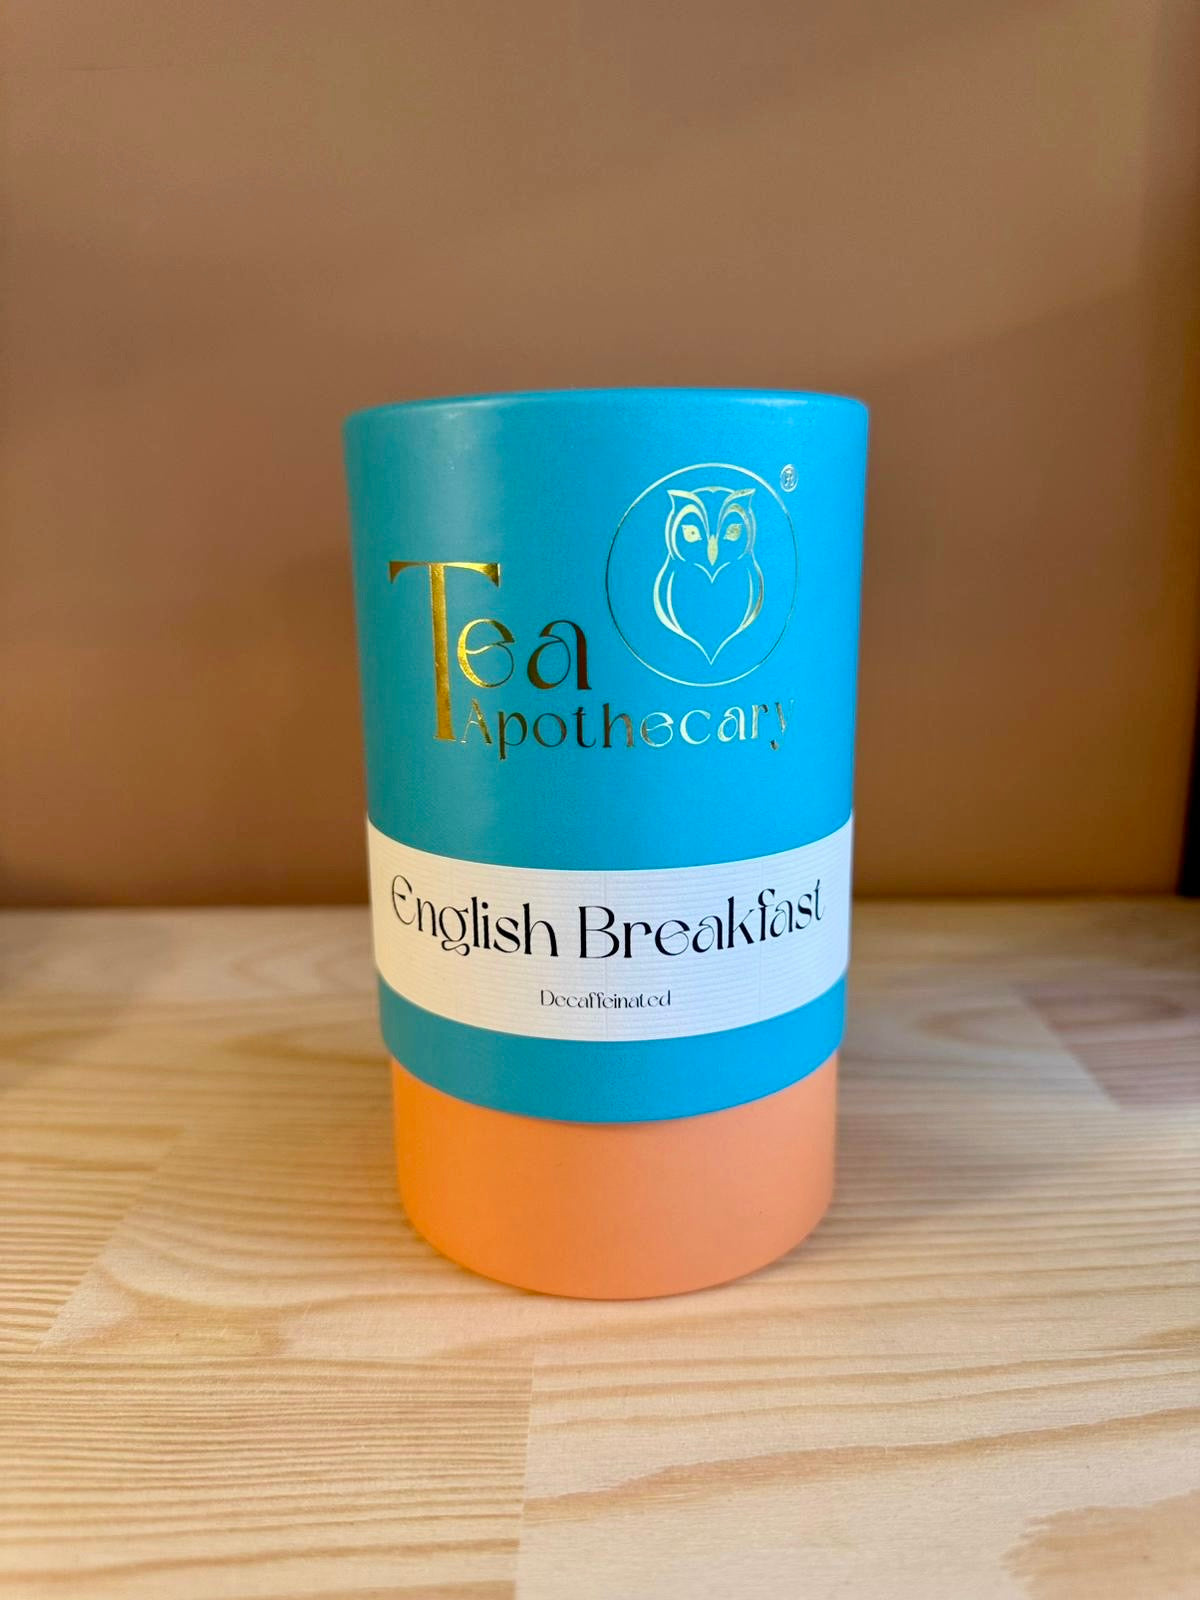 ®
Tea
Apothecary
English Breakfast
Decaffeinated